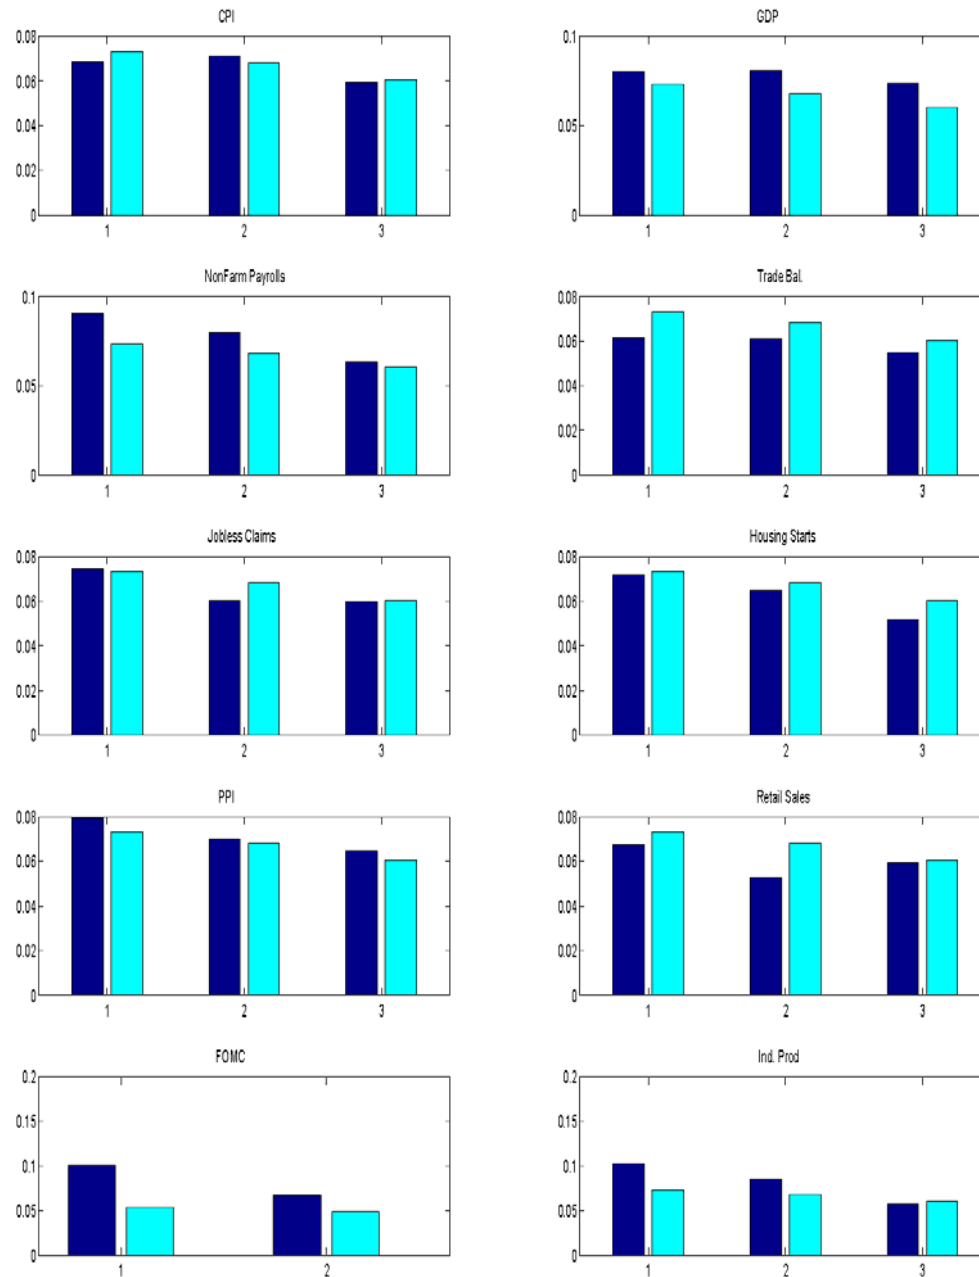 CPI
0.08
0.06
0.04
0.02
0
1 2 3
GDP
0.1
0.05
0
1 2 3
NonFarm Payrolls
0.1
0.05
0
1 2 3
Trade Bal.
0.08
0.06
0.04
0.02
0
1 2 3
Jobless Claims
0.08
0.06
0.04
0.02
0
1 2 3
Housing Starts
0.08
0.06
0.04
0.02
0
1 2 3
PPI
0.08
0.06
0.04
0.02
0
1 2 3
Retail Sales
0.08
0.06
0.04
0.02
0
1 2 3
FOMC
0.2
0.15
0.1
0.05
0
1 2
Ind. Prod
0.2
0.15
0.1
0.05
0
1 2 3